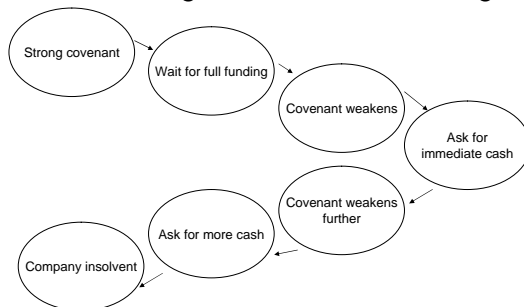 Strong covenant
Wait for full funding
Covenant weakens
Ask for
immediate cash
Covenant weakens
further
Ask for more cash
Company insolvent